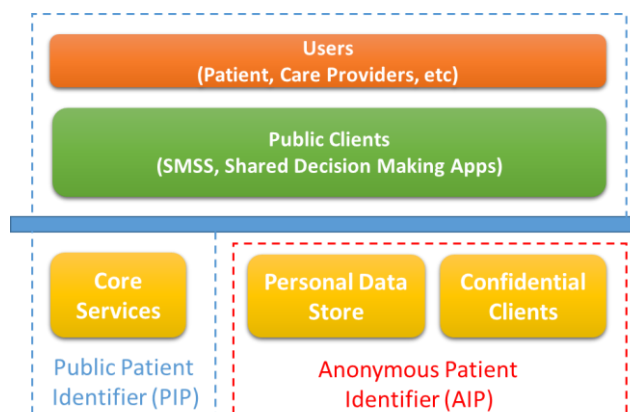 Users
(Patient, Care Providers, etc)
Public Clients
(SMSS, Shared Decision Making Apps)
Core
Services
Personal Data
Store
Confidential
Clients
Public Patient
Identifier (PIP)
Anonymous Patient
Identifier (AIP)